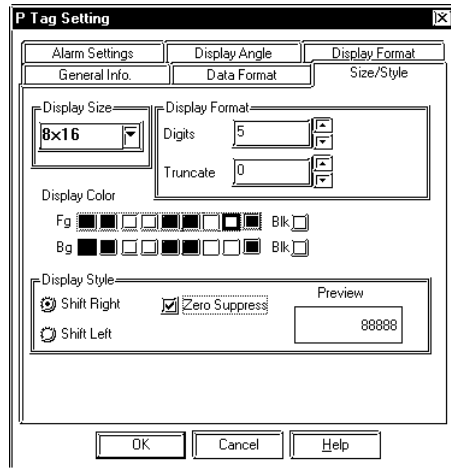 P Tag Setting
Alarm Settings Display Angle Display Format
General Info. Data Format Size/Style
Display Size Display Format
8x16 Digits 5
Truncate 0
Display Color
Fg Blk
Bg Blk
Display Style
Shift Right Zero Suppress Preview
88888
Shift Left
OK Cancel Help